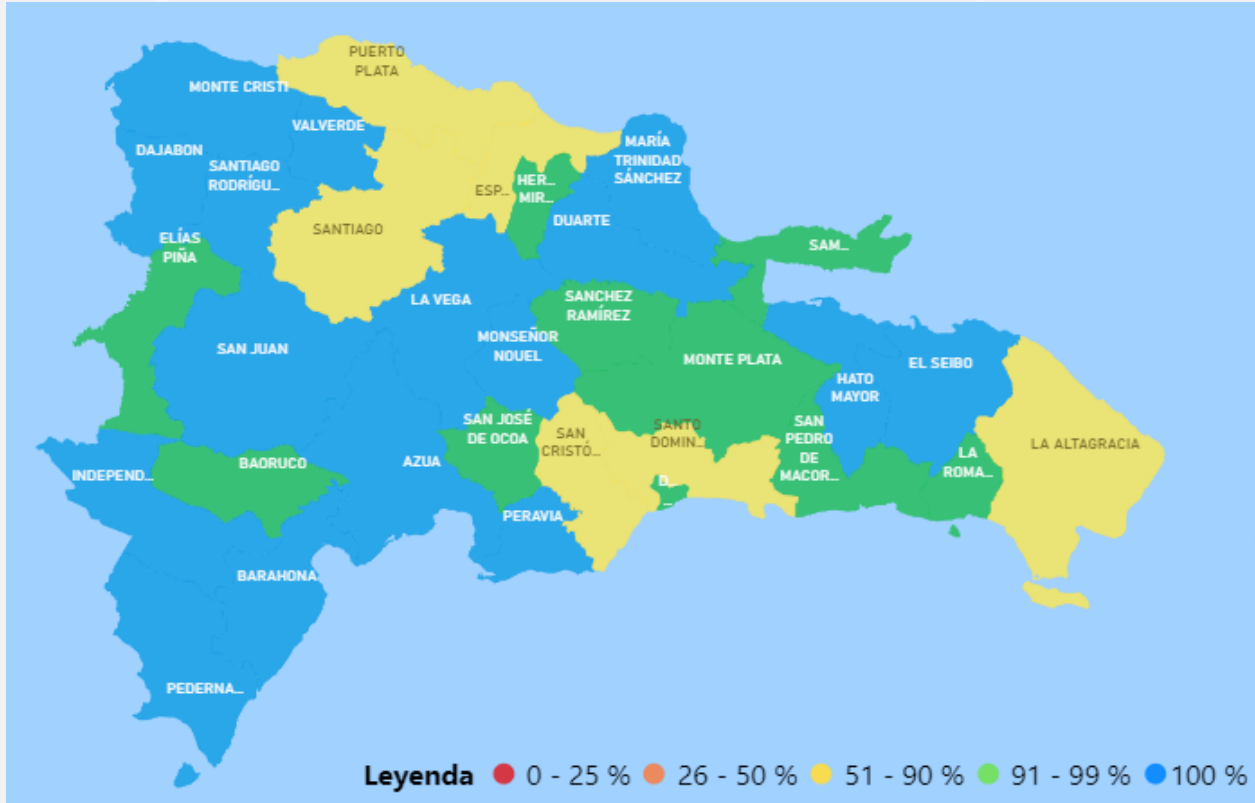 PUERTO
PLATA
MONTE CRISTI
VALVERDE
DAJABON
SANTIAGO
RODRÍGU...
MARÍA
TRINIDAD
SÁNCHEZ
HER...
MIR...
ESP...
DUARTE
SANTIAGO
ELÍAS
PIÑA
SAM...
LA VEGA
SANCHEZ
RAMÍREZ
SAN JUAN
MONSEÑOR
NOUEL
MONTE PLATA
EL SEIBO
HATO
MAYOR
SAN JOSÉ
DE OCOA
SAN
CRISTÓ...
SANTO
DOMIN...
SAN
PEDRO
DE
MACOR...
LA
ROMA...
LA ALTAGRACIA
BAORUCO
AZUA
INDEPEND...
D...
...
PERAVIA
BARAHONA
PEDERNA...
Leyenda 0 - 25 % 26 - 50 % 51 - 90 % 91 - 99 % 100 %